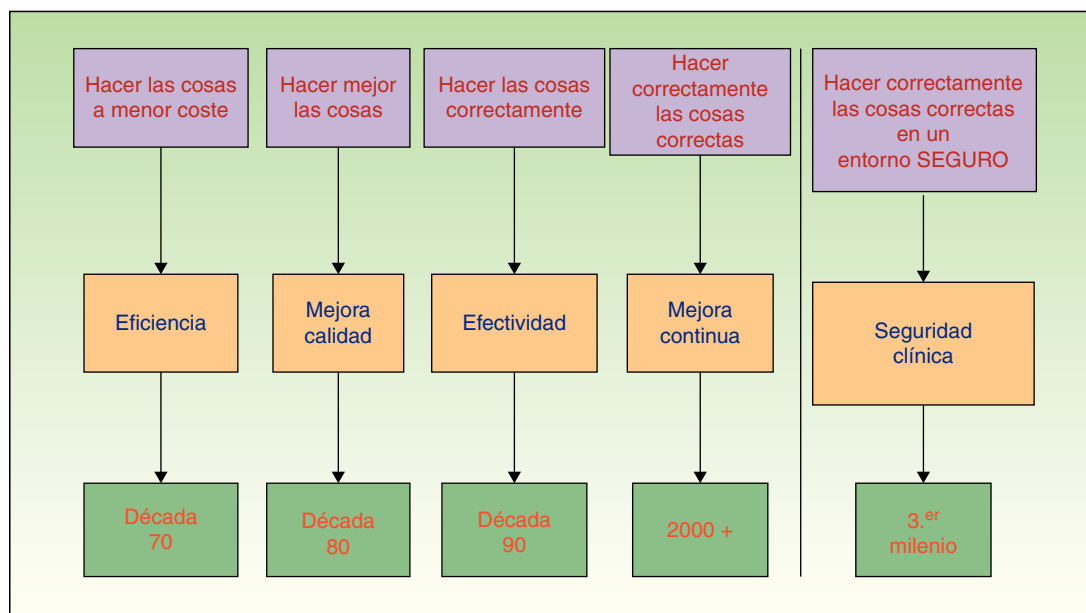 Hacer las cosas
a menor coste
Hacer mejor
las cosas
Hacer las cosas
correctamente
Hacer
correctamente
las cosas
correctas
Hacer correctamente
las cosas correctas
en un
entorno SEGURO
Eficiencia
Mejora
calidad
Efectividad
Mejora
continua
Seguridad
clínica
Década
70
Década
80
Década
90
2000 +
3.er
milenio